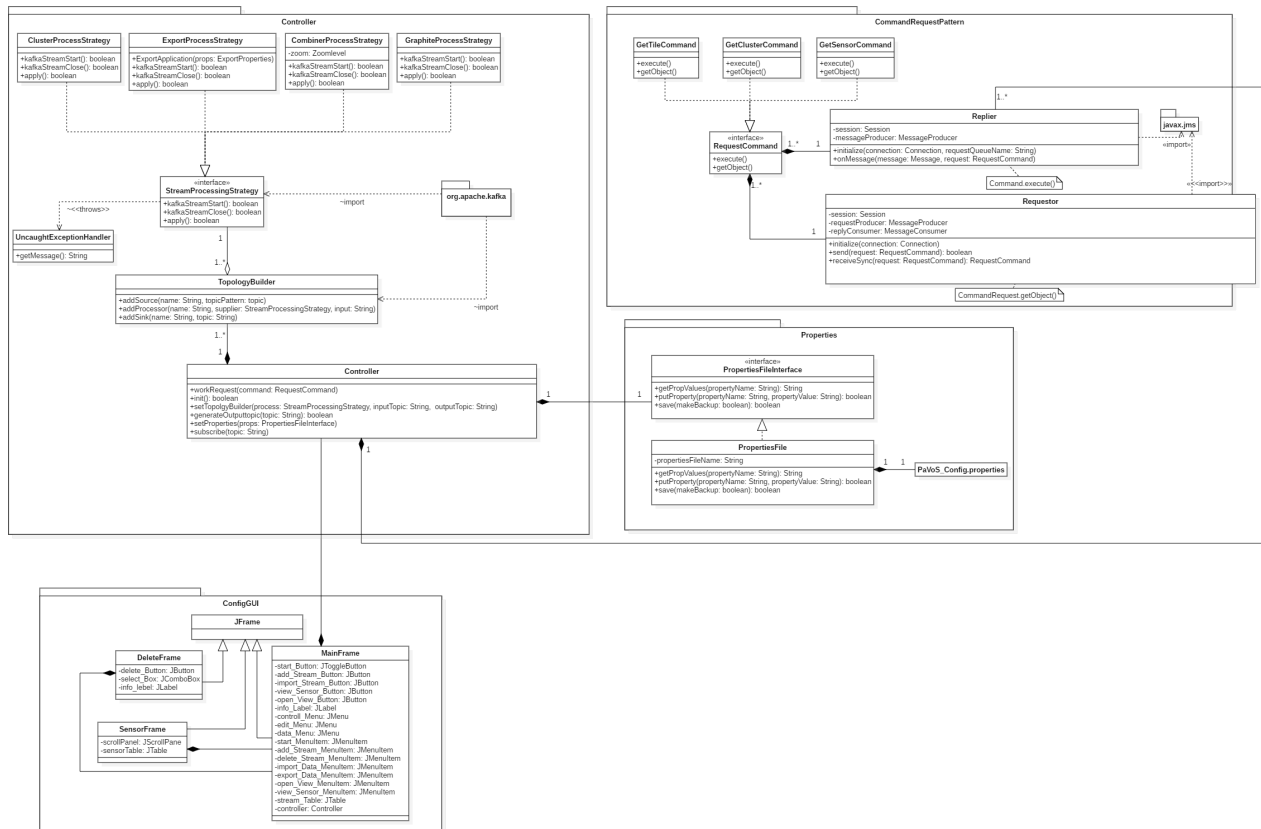 Controller
ClusterProcessStrategy
+kafkaStreamStart(): boolean
+kafkaStreamClose(): boolean
+apply(): boolean
ExportProcessStrategy
+ExportApplication(props: ExportProperties)
+kafkaStreamStart(): boolean
+kafkaStreamClose(): boolean
+apply(): boolean
CombinerProcessStrategy
-zoom: Zoomlevel
+kafkaStreamStart(): boolean
+kafkaStreamClose(): boolean
+apply(): boolean
GraphiteProcessStrategy
+kafkaStreamStart(): boolean
+kafkaStreamClose(): boolean
+apply(): boolean
«interface»
StreamProcessingStrategy
+kafkaStreamStart(): boolean
+kafkaStreamClose(): boolean
+apply(): boolean
org.apache.kafka
~import
~<<throws>>
UncaughtExceptionHandler
+getMessage(): String
1
1..*
TopologyBuilder
+addSource(name: String, topicPattern: topic)
+addProcessor(name: String, supplier: StreamProcessingStrategy, input: String)
+addSink(name: String, topic: String)
~import
1..*
1
Controller
+workRequest(command: RequestCommand)
+init(): boolean
+setTopolgyBuilder(process: StreamProcessingStrategy, inputTopic: String, outputTopic: String)
+generateOutputtopic(topic: String): boolean
+setProperties(props: PropertiesFileInterface)
+subscribe(topic: String)
1
1
1
CommandRequestPattern
GetTileCommand
+execute()
+getObject()
GetClusterCommand
+execute()
+getObject()
GetSensorCommand
+execute()
+getObject()
1..*
«interface»
RequestCommand
+execute()
+getObject()
1..*
1
Replier
-session: Session
-messageProducer: MessageProducer
+initialize(connection: Connection, requestQueueName: String)
+onMessage(message: Message, request: RequestCommand)
javax.jms
«import»
Command.execute()
«<<import>>»
1..*
1
Requestor
-session: Session
-requestProducer: MessageProducer
-replyConsumer: MessageConsumer
+initialize(connection: Connection)
+send(request: RequestCommand): boolean
+receiveSync(request: RequestCommand): RequestCommand
CommandRequest.getObject()
Properties
«interface»
PropertiesFileInterface
+getPropValues(propertyName: String): String
+putProperty(propertyName: String, propertyValue: String): boolean
+save(makeBackup: boolean): boolean
PropertiesFile
-propertiesFileName: String
+getPropValues(propertyName: String): String
+putProperty(propertyName: String, propertyValue: String): boolean
+save(makeBackup: boolean): boolean
1
1
PaVoS_Config.properties
ConfigGUI
JFrame
DeleteFrame
-delete_Button: JButton
-select_Box: JComboBox
-info_lebel: JLabel
SensorFrame
-scrollPanel: JScrollPane
-sensorTable: JTable
MainFrame
-start_Button: JToggleButton
-add_Stream_Button: JButton
-import_Stream_Button: JButton
-view_Sensor_Button: JButton
-open_View_Button: JButton
-info_Label: JLabel
-controll_Menu: JMenu
-edit_Menu: JMenu
-data_Menu: JMenu
-start_MenuItem: JMenuItem
-add_Stream_MenuItem: JMenuItem
-delete_Stream_MenuItem: JMenuItem
-import_Data_MenuItem: JMenuItem
-export_Data_MenuItem: JMenuItem
-open_View_MenuItem: JMenuItem
-view_Sensor_MenuItem: JMenuItem
-stream_Table: JTable
-controller: Controller